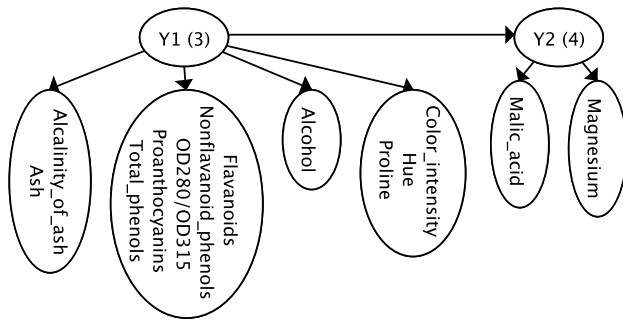 Y1 (3)
Y2 (4)
Alcalinity_of_ash
Ash
Flavanoids
Nonflavanoid_phenols
OD280/OD315
Proanthocyanins
Total_phenols
Alcohol
Color_intensity
Hue
Proline
Malic_acid
Magnesium